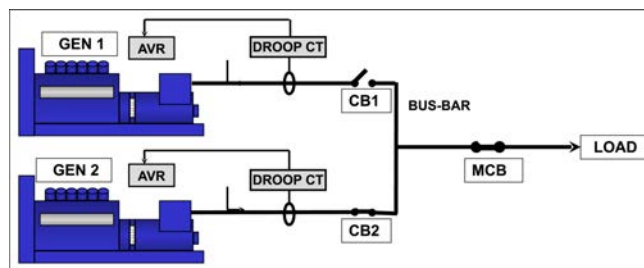 GEN 1
AVR
DROOP CT
CB1
BUS-BAR
LOAD
MCB
GEN 2
AVR
DROOP CT
CB2